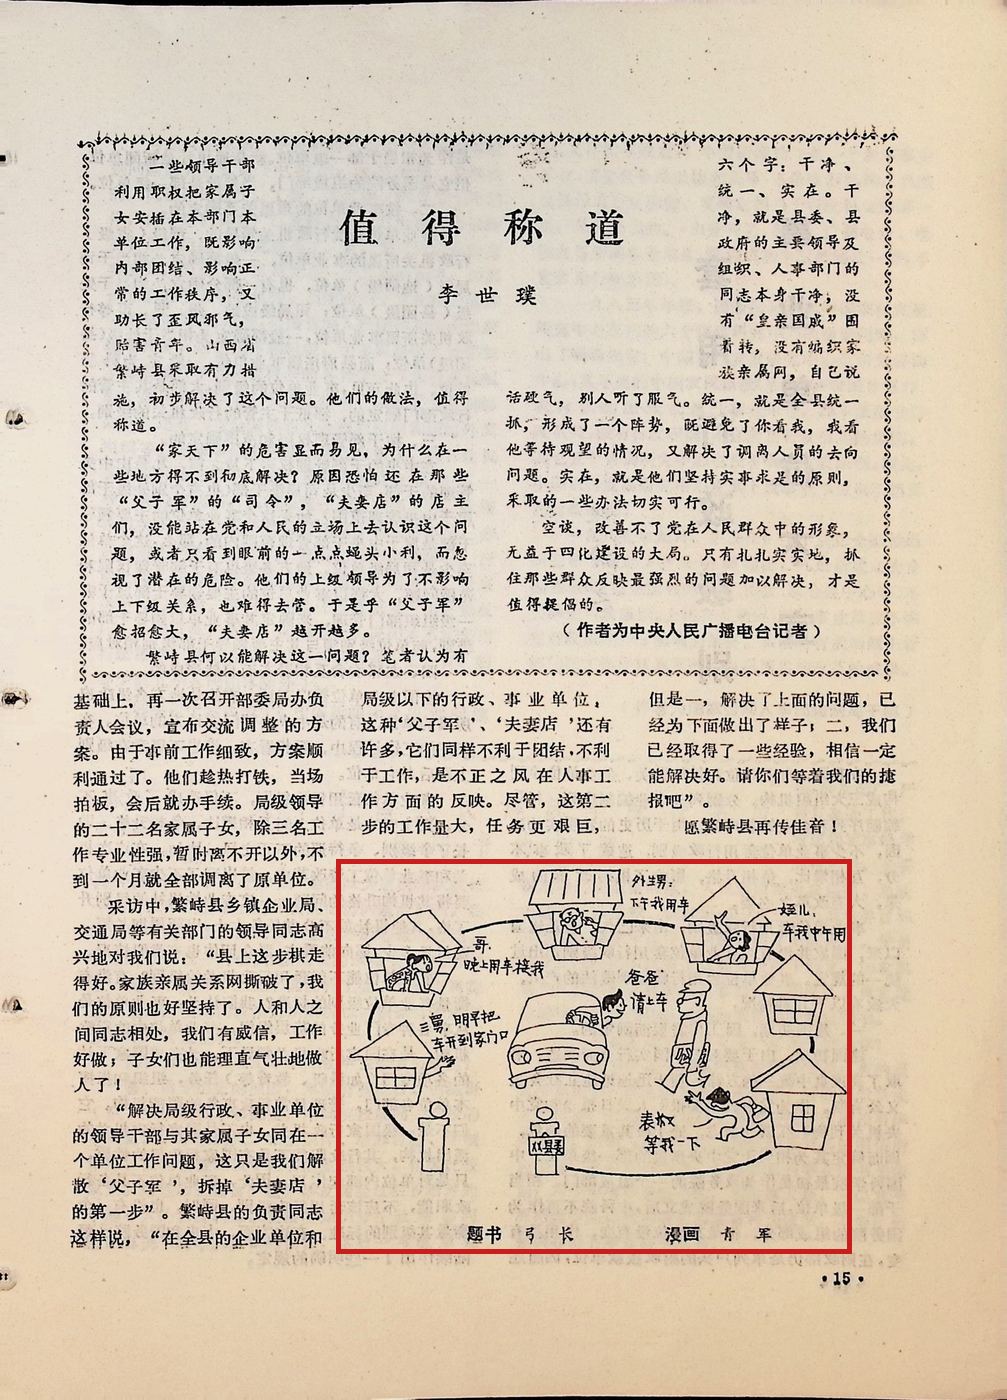 值得称道
李世璞
一些领导干部
利用职权把家属子
女安插在本部门本
单位工作，既影响
内部团结、影响正
常的工作秩序，又
助长了歪风邪气，
贻害青年。山西省
繁峙县采取有力措
施，初步解决了这个问题。他们的做法，值得
称道。
“家天下”的危害显而易见，为什么在一
些地方得不到彻底解决？原因恐怕还在那些
“父子军”的“司令”，“夫妻店”的店主
们，没能站在党和人民的立场上去认识这个问
题，或者只看到眼前的一点点蝇头小利，而忽
视了潜在的危险。他们的上级领导为了不影响
上下级关系，也难得去管。于是乎“父子军”
愈招愈大，“夫妻店”越开越多。
繁峙县何以能解决这一问题？笔者认为有
六个字：干净、
统一、实在。干
净，就是县委、县
政府的主要领导及
组织、人事部门的
同志本身干净，没
有“皇亲国戚”围
着转，没有编织家
族亲属网，自己说
话硬气，别人听了服气。统一，就是全县统一
抓，形成了一个阵势，既避免了你看我，我看
他等待观望的情况，又解决了调离人员的去向
问题。实在，就是他们坚持实事求是的原则，
采取的一些办法切实可行。
空谈，改善不了党在人民群众中的形象，
无益于四化建设的大局。只有扎扎实实地，抓
住那些群众反映最强烈的问题加以解决，才是
值得提倡的。
（作者为中央人民广播电台记者）
基础上，再一次召开部委局办负
责人会议，宣布交流调整的方
案。由于事前工作细致，方案顺
利通过了。他们趁热打铁，当场
拍板，会后就办手续。局级领导
的二十二名家属子女，除三名工
作专业性强，暂时离不开以外，不
到一个月就全部调离了原单位。
采访中，繁峙县乡镇企业局、
交通局等有关部门的领导同志高
兴地对我们说：“县上这步棋走
得好。家族亲属关系网撕破了，我
们的原则也好坚持了。人和人之
间同志相处，我们有威信，工作
好做；子女们也能理直气壮地做
人了！
“解决局级行政、事业单位
的领导干部与其家属子女同在一
个单位工作问题，这只是我们解
散‘父子军’，拆掉‘夫妻店’
的第一步”。繁峙县的负责同志
这样说，“在全县的企业单位和
局级以下的行政、事业单位，
这种‘父子军’、‘夫妻店’还有
许多，它们同样不利于团结，不利
于工作，是不正之风在人事工
作方面的反映。尽管，这第二
步的工作量大，任务更艰巨，
但是一，解决了上面的问题，已
经为下面做出了样子；二，我们
已经取得了一些经验，相信一定
能解决好。请你们等着我们的捷
报吧”。
愿繁峙县再传佳音！
外甥：
下午我用车
姪儿，
车我中午用
哥，
晚上用车接我
爸爸
请上车
三舅，明早把
车开到家门口
表叔
等我一下
XX县委
题书 弓长 漫画 青军
·15·